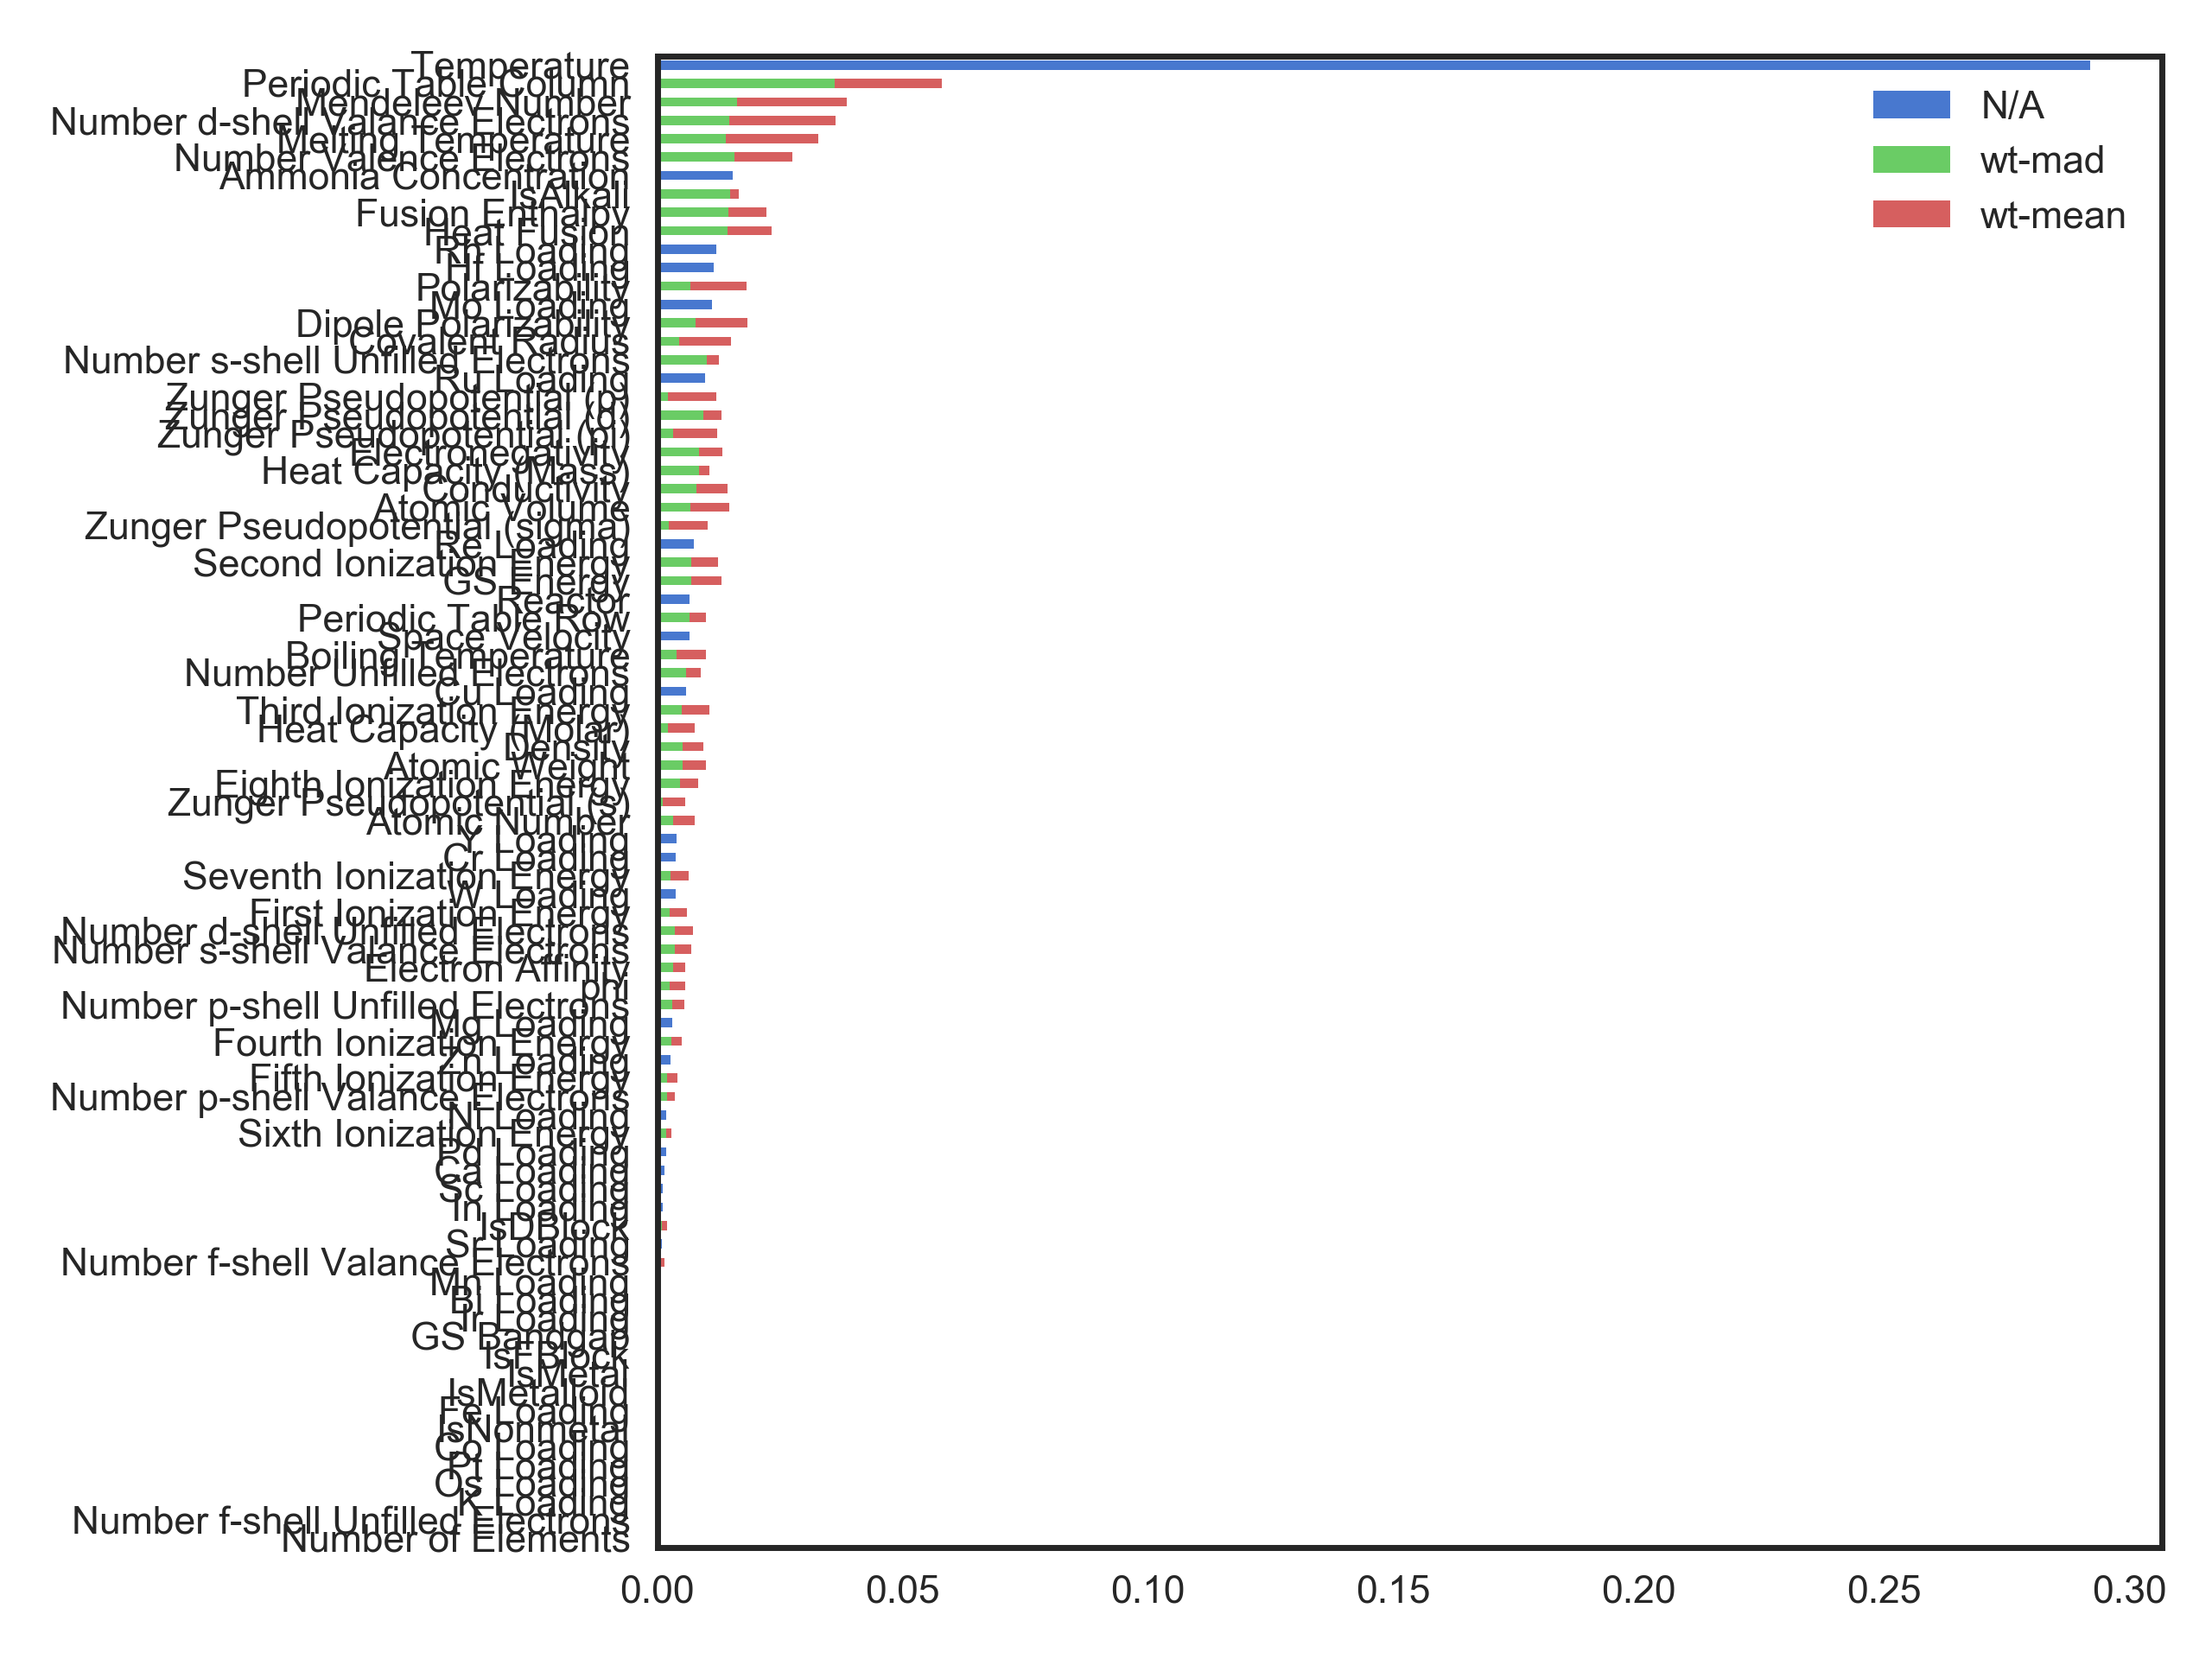 Temperature
Periodic Table Column
Mendeleev Number
Number d-shell Valance Electrons
Melting Temperature
Number Valence Electrons
Ammonia Concentration
IsAlkali
Fusion Enthalpy
Heat Fusion
Rh Loading
Hf Loading
Polarizability
Mo Loading
Dipole Polarizability
Covalent Radius
Number s-shell Unfilled Electrons
Ru Loading
Zunger Pseudopotential (p)
Zunger Pseudopotential (d)
Zunger Pseudopotential (pi)
Electronegativity
Heat Capacity (Mass)
Conductivity
Atomic Volume
Zunger Pseudopotential (sigma)
Re Loading
Second Ionization Energy
GS Energy
Reactor
Periodic Table Row
Space Velocity
Boiling Temperature
Number Unfilled Electrons
Cu Loading
Third Ionization Energy
Heat Capacity (Molar)
Density
Atomic Weight
Eighth Ionization Energy
Zunger Pseudopotential (s)
Atomic Number
Y Loading
Cr Loading
Seventh Ionization Energy
W Loading
First Ionization Energy
Number d-shell Unfilled Electrons
Number s-shell Valance Electrons
Electron Affinity
phi
Number p-shell Unfilled Electrons
Mg Loading
Fourth Ionization Energy
Zn Loading
Fifth Ionization Energy
Number p-shell Valance Electrons
Ni Loading
Sixth Ionization Energy
Pd Loading
Ca Loading
Sc Loading
In Loading
IsDBlock
Sr Loading
Number f-shell Valance Electrons
Mn Loading
Bi Loading
Ir Loading
GS Bandgap
IsFBlock
IsMetal
IsMetalloid
Fe Loading
IsNonmetal
Co Loading
Pt Loading
Os Loading
K Loading
Number f-shell Unfilled Electrons
Number of Elements
N/A
wt-mad
wt-mean
0.00 0.05 0.10 0.15 0.20 0.25 0.30